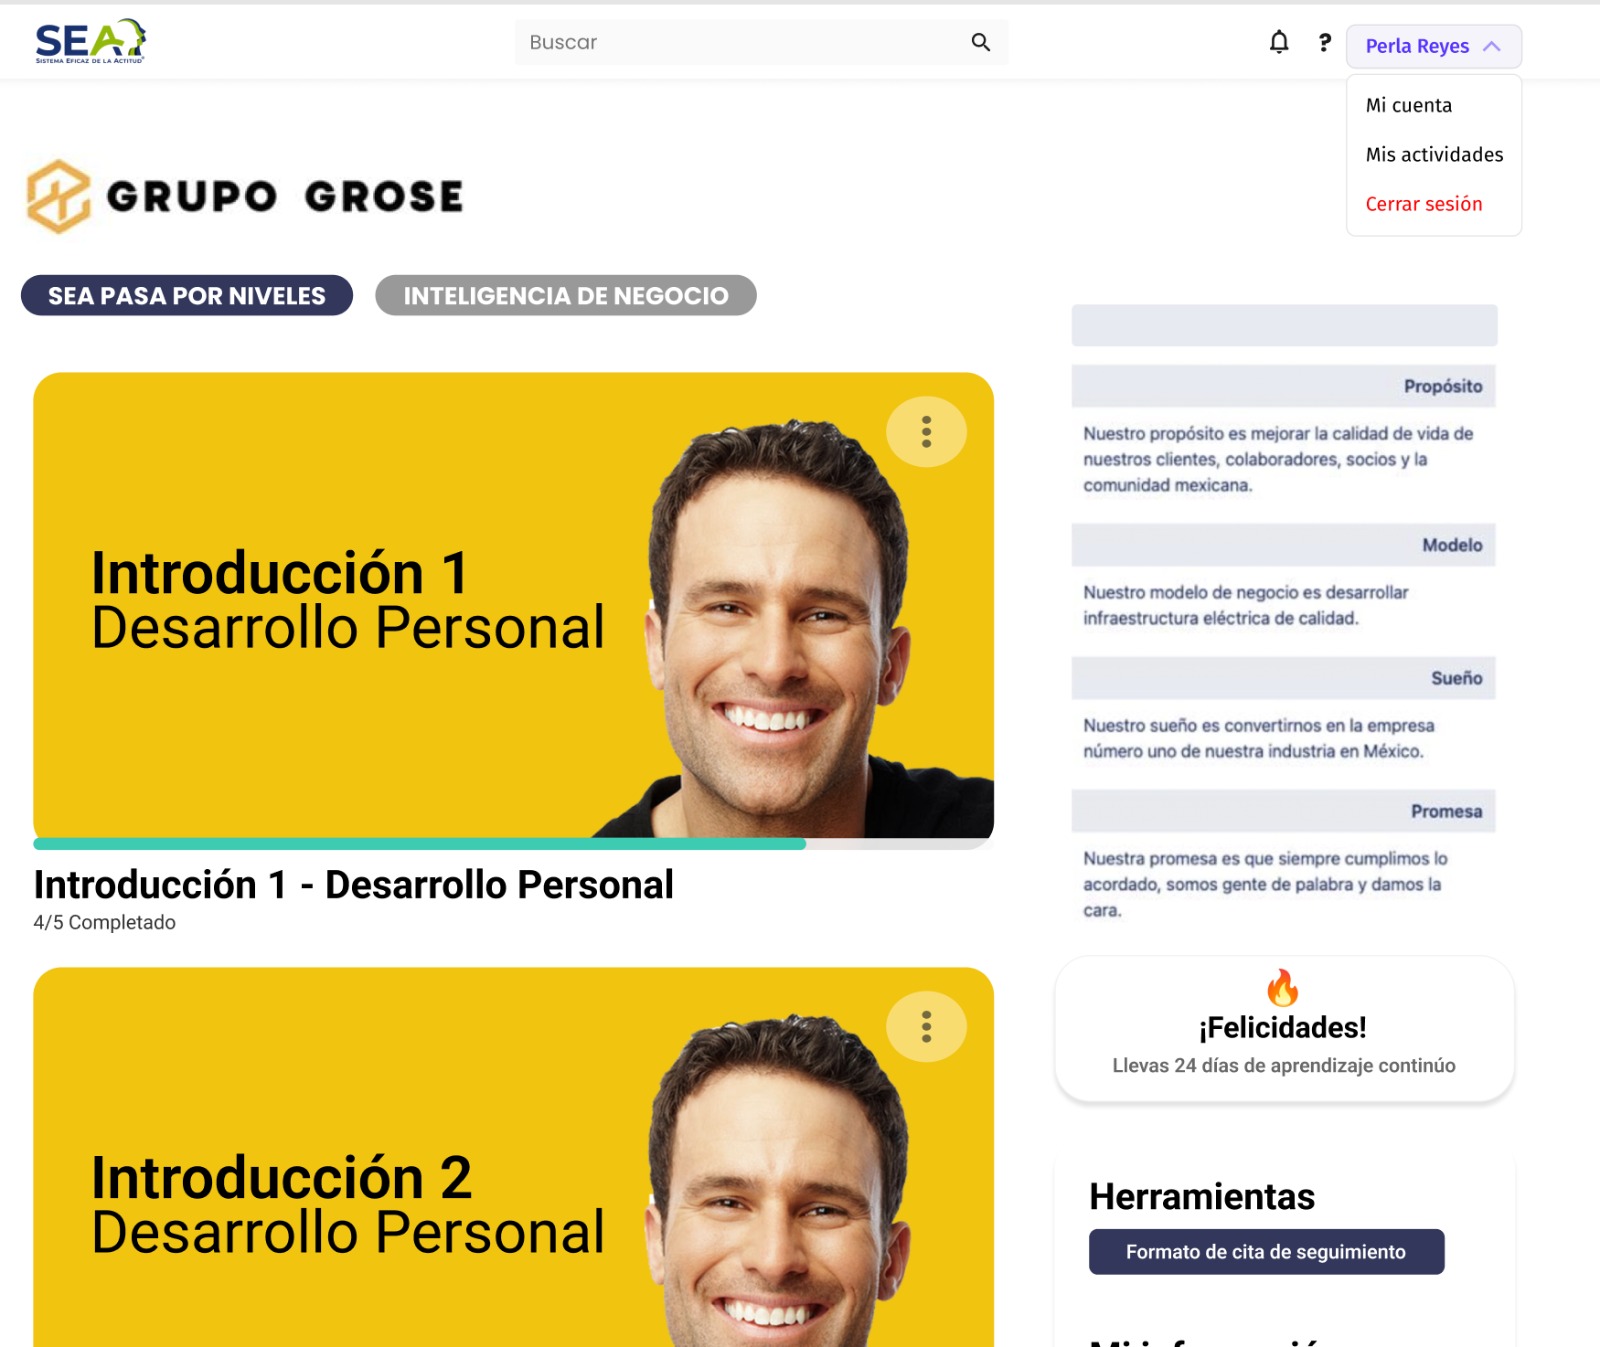 SEA
SISTEMA EFICAZ DE LA ACTITUD
Buscar
?
Perla Reyes
Mi cuenta
Mis actividades
Cerrar sesión
GRUPO GROSE
SEA PASA POR NIVELES
INTELIGENCIA DE NEGOCIO
Introducción 1
Desarrollo Personal
Introducción 1 - Desarrollo Personal
4/5 Completado
Introducción 2
Desarrollo Personal
Propósito
Nuestro propósito es mejorar la calidad de vida de
nuestros clientes, colaboradores, socios y la
comunidad mexicana.
Modelo
Nuestro modelo de negocio es desarrollar
infraestructura eléctrica de calidad.
Sueño
Nuestro sueño es convertirnos en la empresa
número uno de nuestra industria en México.
Promesa
Nuestra promesa es que siempre cumplimos lo
acordado, somos gente de palabra y damos la
cara.
¡Felicidades!
Llevas 24 días de aprendizaje continúo
Herramientas
Formato de cita de seguimiento